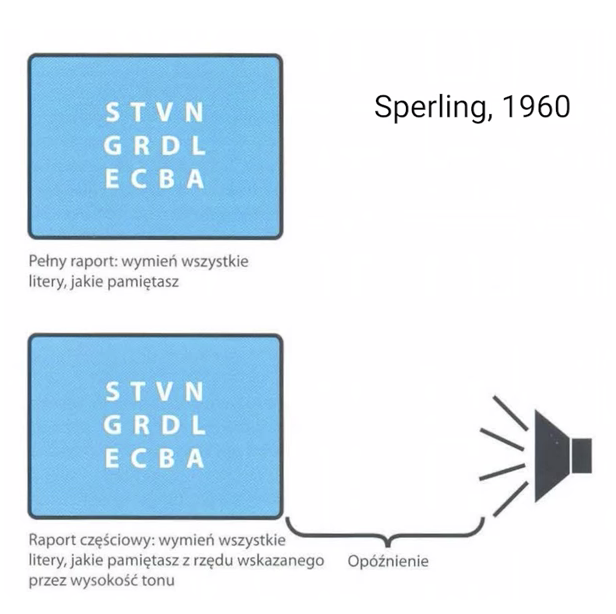 S T V N
G R D L
E C B A
Sperling, 1960
Pełny raport: wymień wszystkie
litery, jakie pamiętasz
S T V N
G R D L
E C B A
Raport częściowy: wymień wszystkie
litery, jakie pamiętasz z rzędu wskazanego
przez wysokość tonu
Opóźnienie